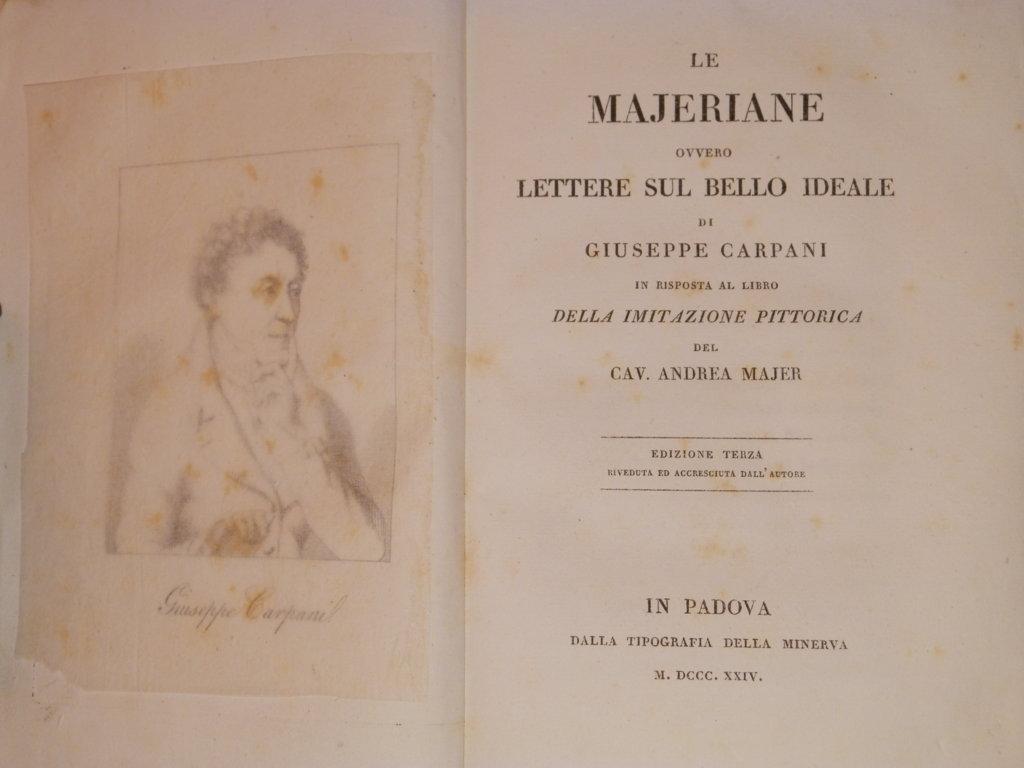 Giuseppe Carpani
LE
MAJERIANE
OVVERO
LETTERE SUL BELLO IDEALE
DI
GIUSEPPE CARPANI
IN RISPOSTA AL LIBRO
DELLA IMITAZIONE PITTORICA
DEL
CAV. ANDREA MAJER
EDIZIONE TERZA
RIVEDUTA ED ACCRESCIUTA DALL'AUTORE
IN PADOVA
DALLA TIPOGRAFIA DELLA MINERVA
M. DCCC. XXIV.